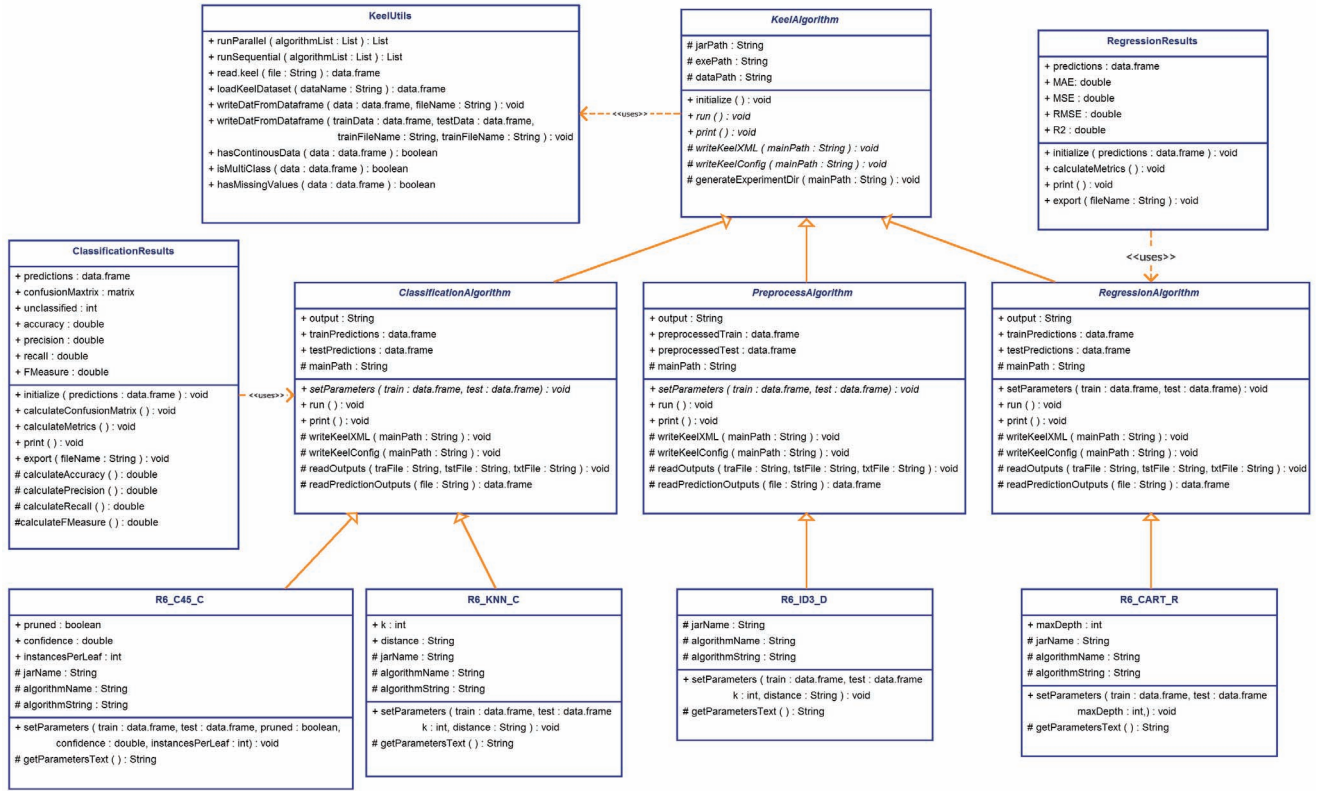 KeelUtils
+ runParallel ( algorithmList : List ) : List
+ runSequential ( algorithmList : List ) : List
+ read.keel ( file : String ) : data.frame
+ loadKeelDataset ( dataName : String ) : data.frame
+ writeDatFromDataframe ( data : data.frame, fileName : String ) : void
+ writeDatFromDataframe ( trainData : data.frame, testData : data.frame,
trainFileName : String, trainFileName : String ) : void
+ hasContinousData ( data : data.frame ) : boolean
+ isMultiClass ( data : data.frame ) : boolean
+ hasMissingValues ( data : data.frame ) : boolean
<<uses>>
KeelAlgorithm
# jarPath : String
# exePath : String
# dataPath : String
+ initialize ( ) : void
+ run ( ) : void
+ print ( ) : void
# writeKeelXML ( mainPath : String ) : void
# writeKeelConfig ( mainPath : String ) : void
# generateExperimentDir ( mainPath : String ) : void
RegressionResults
+ predictions : data.frame
+ MAE: double
+ MSE : double
+ RMSE : double
+ R2 : double
+ initialize ( predictions : data.frame ) : void
+ calculateMetrics ( ) : void
+ print ( ) : void
+ export ( fileName : String ) : void
<<uses>>
ClassificationResults
+ predictions : data.frame
+ confusionMaxtrix : matrix
+ unclassified : int
+ accuracy : double
+ precision : double
+ recall : double
+ FMeasure : double
+ initialize ( predictions : data.frame ) : void
+ calculateConfusionMatrix ( ) : void
+ calculateMetrics ( ) : void
+ print ( ) : void
+ export ( fileName : String ) : void
# calculateAccuracy ( ) : double
# calculatePrecision ( ) : double
# calculateRecall ( ) : double
#calculateFMeasure ( ) : double
<<uses>>
ClassificationAlgorithm
+ output : String
+ trainPredictions : data.frame
+ testPredictions : data.frame
# mainPath : String
+ setParameters ( train : data.frame, test : data.frame) : void
+ run ( ) : void
+ print ( ) : void
# writeKeelXML ( mainPath : String ) : void
# writeKeelConfig ( mainPath : String ) : void
# readOutputs ( traFile : String, tstFile : String, txtFile : String ) : void
# readPredictionOutputs ( file : String ) : data.frame
PreprocessAlgorithm
+ output : String
+ preprocessedTrain : data.frame
+ preprocessedTest : data.frame
# mainPath : String
+ setParameters ( train : data.frame, test : data.frame) : void
+ run ( ) : void
+ print ( ) : void
# writeKeelXML ( mainPath : String ) : void
# writeKeelConfig ( mainPath : String ) : void
# readOutputs ( traFile : String, tstFile : String, txtFile : String ) : void
# readPredictionOutputs ( file : String ) : data.frame
RegressionAlgorithm
+ output : String
+ trainPredictions : data.frame
+ testPredictions : data.frame
# mainPath : String
+ setParameters ( train : data.frame, test : data.frame) : void
+ run ( ) : void
+ print ( ) : void
# writeKeelXML ( mainPath : String ) : void
# writeKeelConfig ( mainPath : String ) : void
# readOutputs ( traFile : String, tstFile : String, txtFile : String ) : void
# readPredictionOutputs ( file : String ) : data.frame
R6_C45_C
+ pruned : boolean
+ confidence : double
+ instancesPerLeaf : int
# jarName : String
# algorithmName : String
# algorithmString : String
+ setParameters ( train : data.frame, test : data.frame, pruned : boolean,
confidence : double, instancesPerLeaf : int) : void
# getParametersText ( ) : String
R6_KNN_C
+ k : int
+ distance : String
# jarName : String
# algorithmName : String
# algorithmString : String
+ setParameters ( train : data.frame, test : data.frame
k : int, distance : String ) : void
# getParametersText ( ) : String
R6_ID3_D
# jarName : String
# algorithmName : String
# algorithmString : String
+ setParameters ( train : data.frame, test : data.frame
k : int, distance : String ) : void
# getParametersText ( ) : String
R6_CART_R
+ maxDepth : int
# jarName : String
# algorithmName : String
# algorithmString : String
+ setParameters ( train : data.frame, test : data.frame
maxDepth : int,) : void
# getParametersText ( ) : String